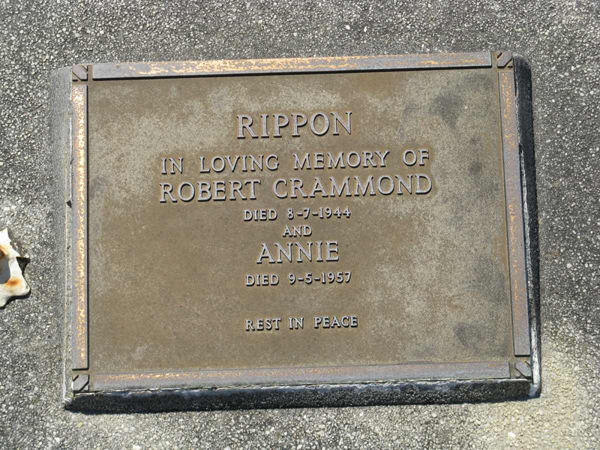 RIPPON
IN LOVING MEMORY OF
ROBERT CRAMMOND
DIED 8-7-1944
AND
ANNIE
DIED 9-5-1957
REST IN PEACE